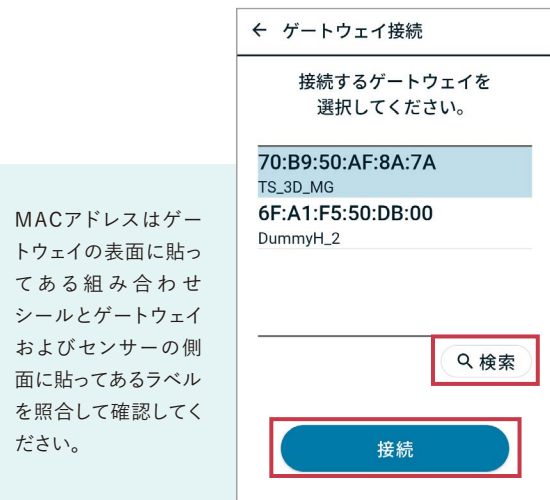 ← ゲートウェイ接続
接続するゲートウェイを
選択してください。
70:B9:50:AF:8A:7A
TS_3D_MG
6F:A1:F5:50:DB:00
DummyH_2
検索
接続
MACアドレスはゲー
トウェイの表面に貼っ
てある組み合わせ
シールとゲートウェイ
およびセンサーの側
面に貼ってあるラベル
を照合して確認してく
ださい。